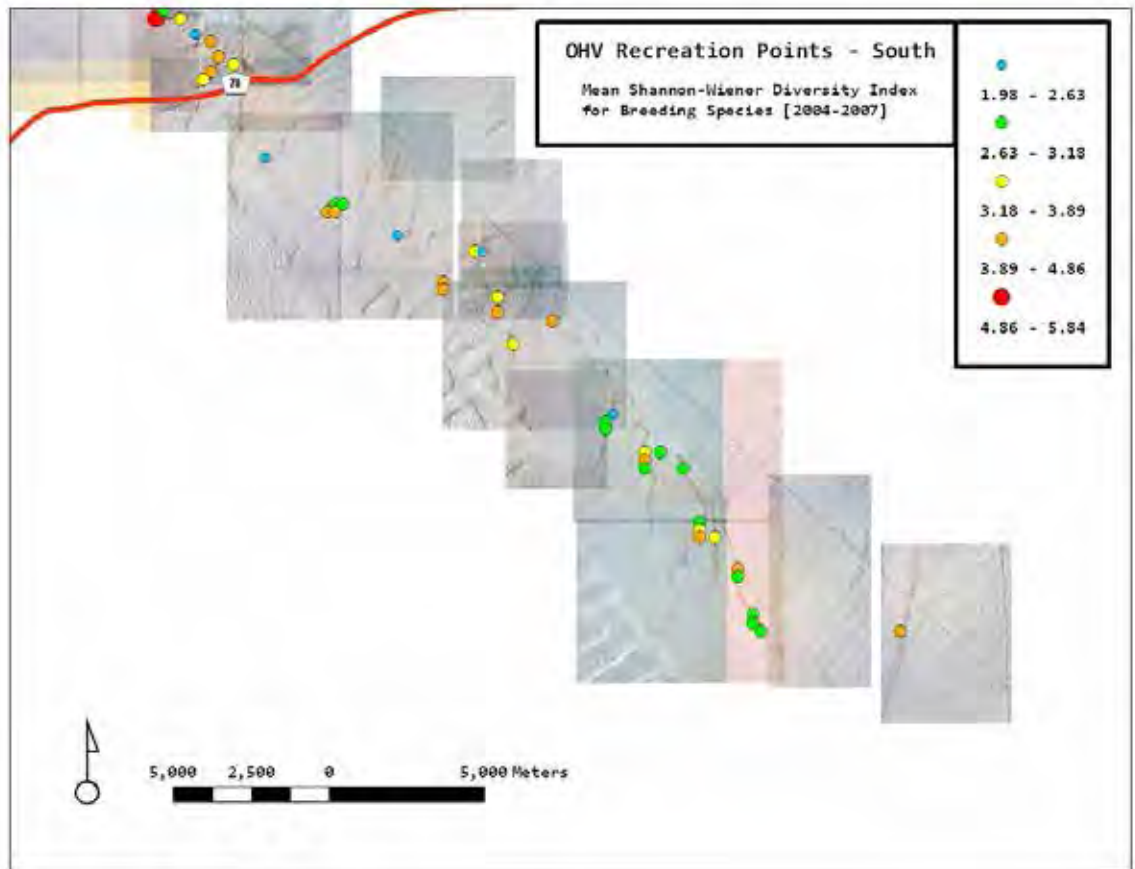 OHV Recreation Points - South
Mean Shannon-Wiener Diversity Index
for Breeding Species [2004-2007]
1.98 - 2.63
2.63 - 3.18
3.18 - 3.89
3.89 - 4.86
4.86 - 5.84
78
5,000 2,500 0 5,000 Meters